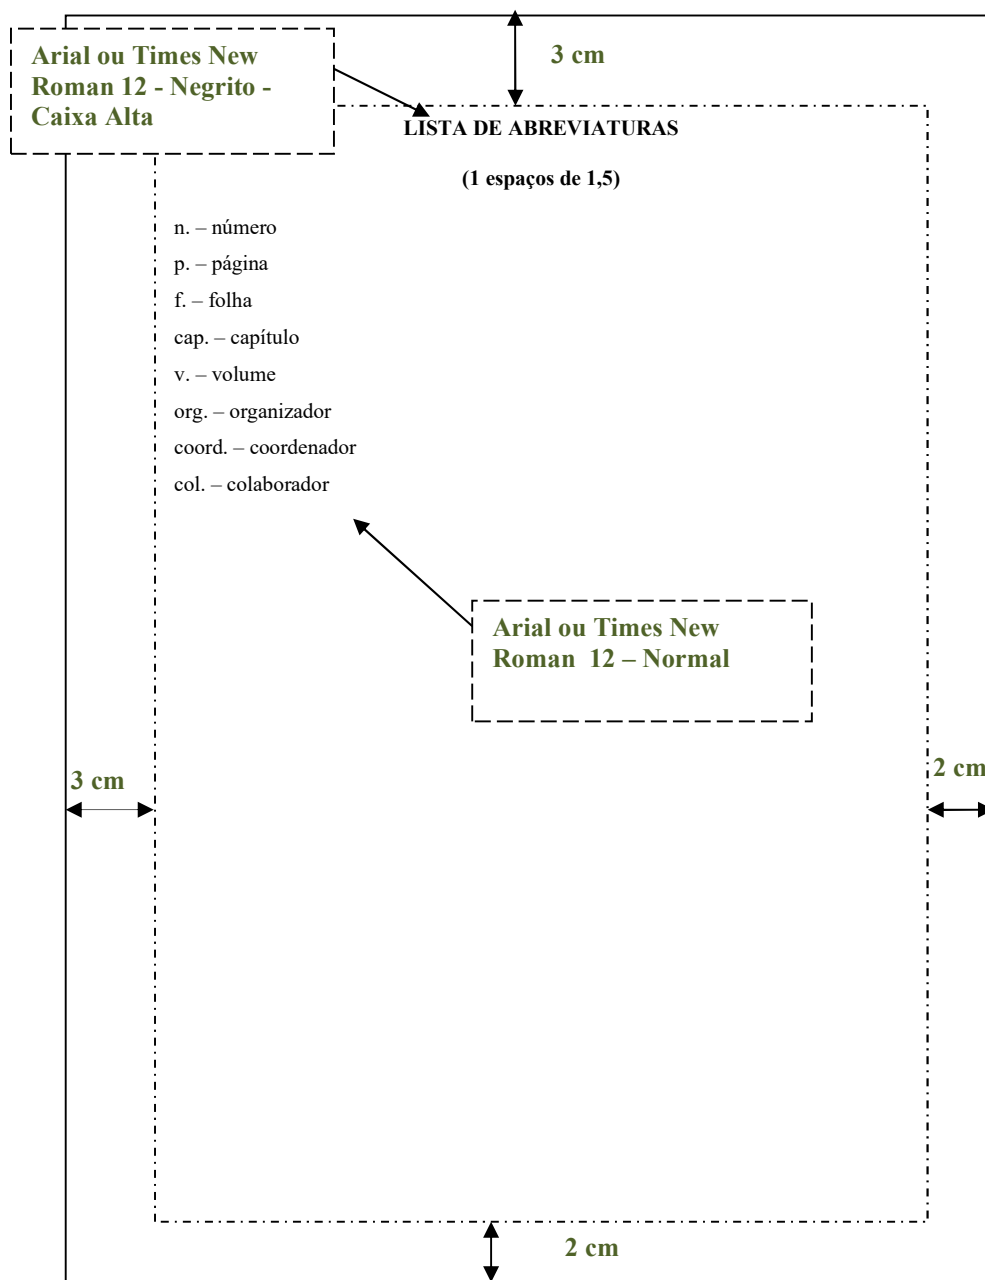 Arial ou Times New
Roman 12 - Negrito -
Caixa Alta
3 cm
LISTA DE ABREVIATURAS
(1 espaços de 1,5)
n. – número
p. – página
f. – folha
cap. – capítulo
v. – volume
org. – organizador
coord. – coordenador
col. – colaborador
Arial ou Times New
Roman  12 – Normal
3 cm
2 cm
2 cm